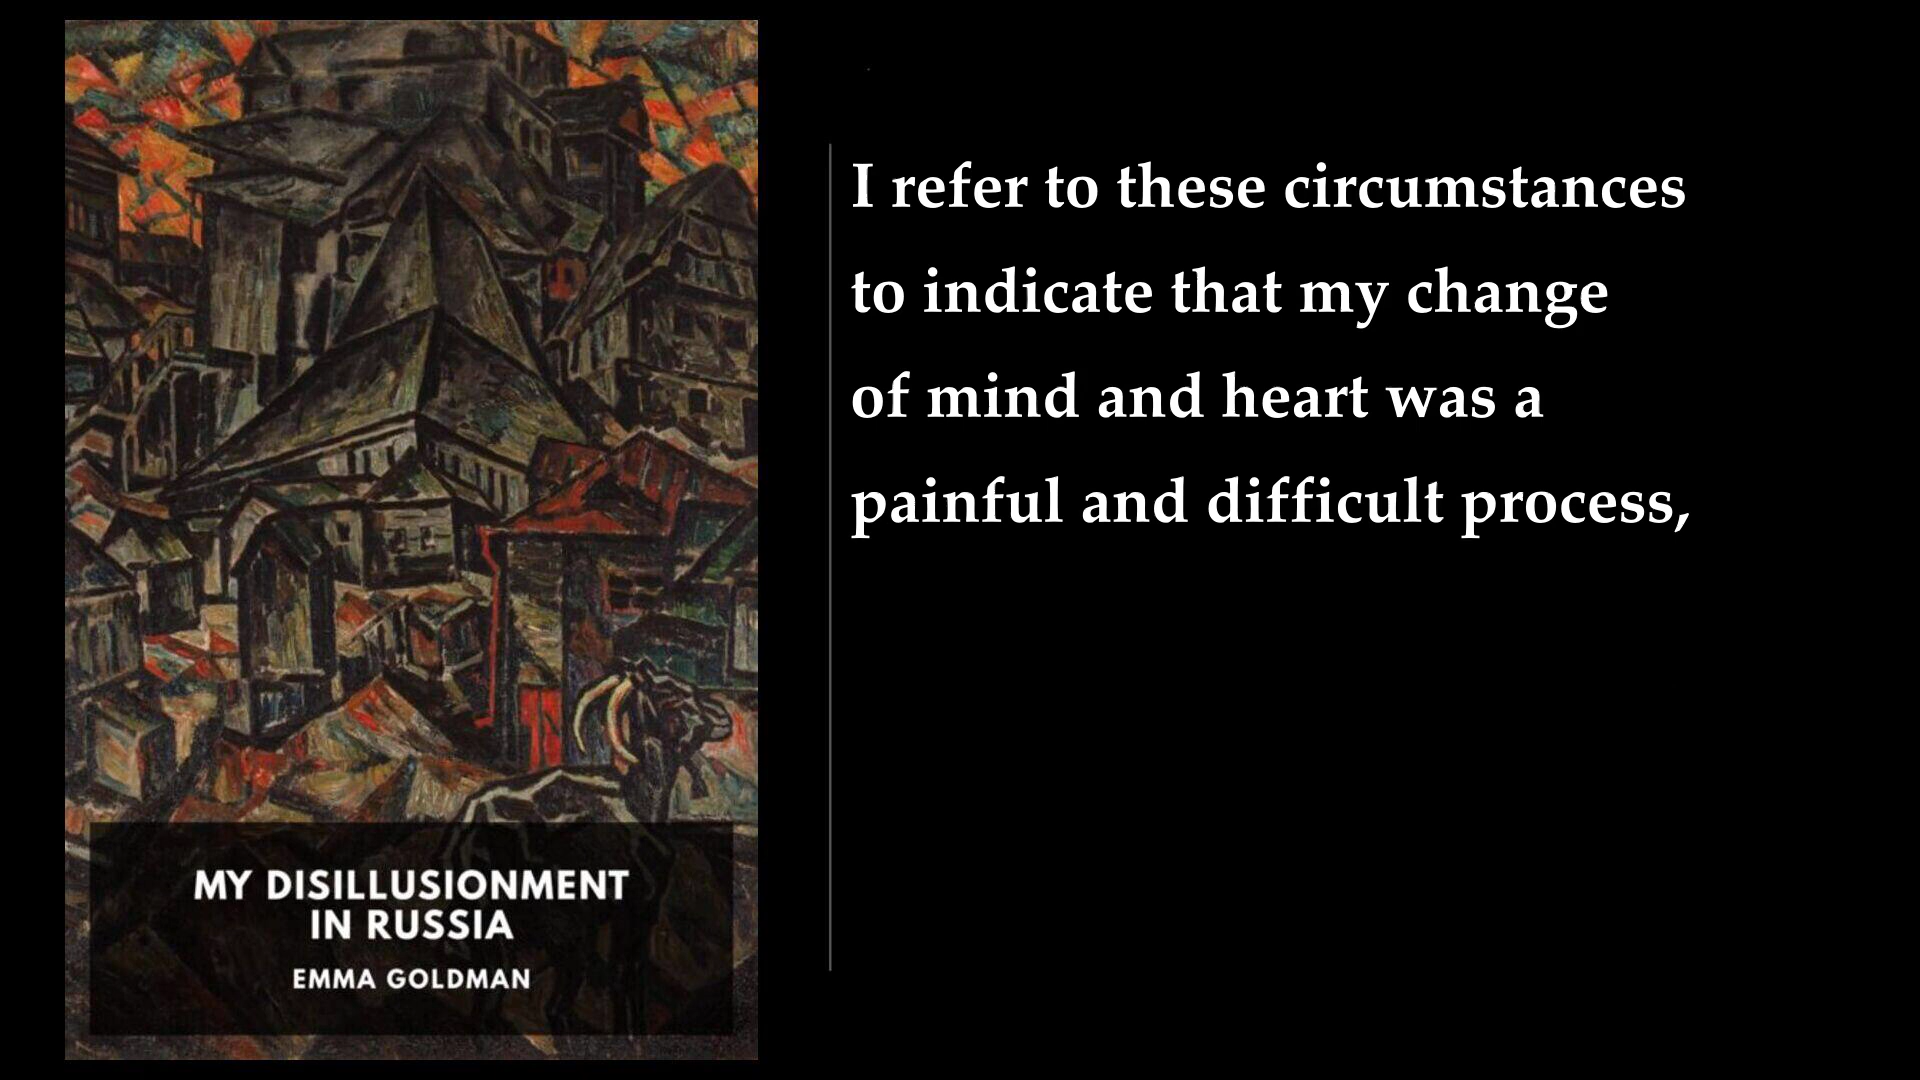 I refer to these circumstances
to indicate that my change
of mind and heart was a
painful and difficult process,
MY DISILLUSIONMENT
IN RUSSIA
EMMA GOLDMAN